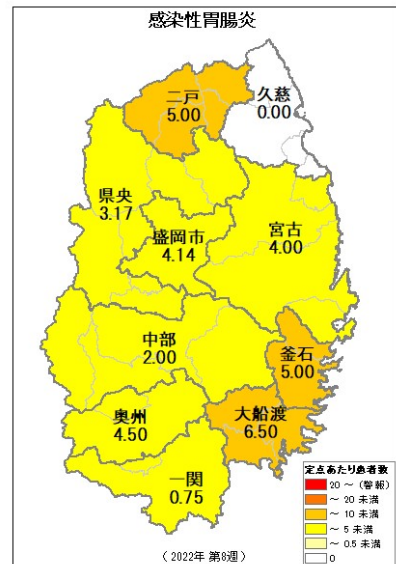 感染性胃腸炎
二戸
5.00
久慈
0.00
県央
3.17
盛岡市
4.14
宮古
4.00
中部
2.00
釜石
5.00
奥州
4.50
大船渡
6.50
一関
0.75
定点あたり患者数
20 ~ (警報)
~ 20 未満
~ 10 未満
~ 5 未満
~ 0.5 未満
0
( 2022年 第8週 )